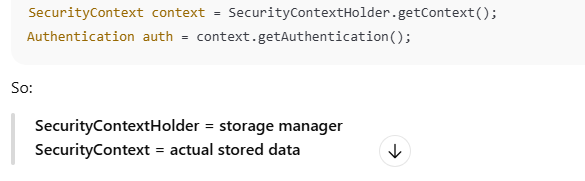 SecurityContext context = SecurityContextHolder.getContext();
Authentication auth = context.getAuthentication();
So:
SecurityContextHolder = storage manager
SecurityContext = actual stored data